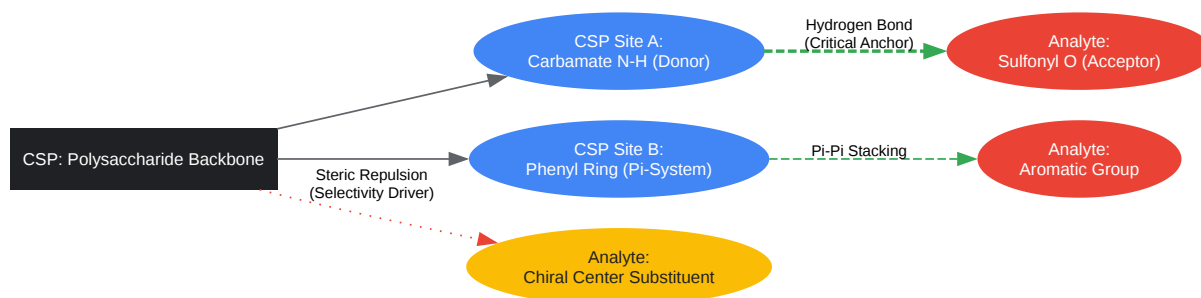 CSP Site A:
Carbamate N-H (Donor)
Hydrogen Bond
(Critical Anchor)
Analyte:
Sulfonyl O (Acceptor)
CSP: Polysaccharide Backbone
CSP Site B:
Phenyl Ring (Pi-System)
Pi-Pi Stacking
Analyte:
Aromatic Group
Steric Repulsion
(Selectivity Driver)
Analyte:
Chiral Center Substituent